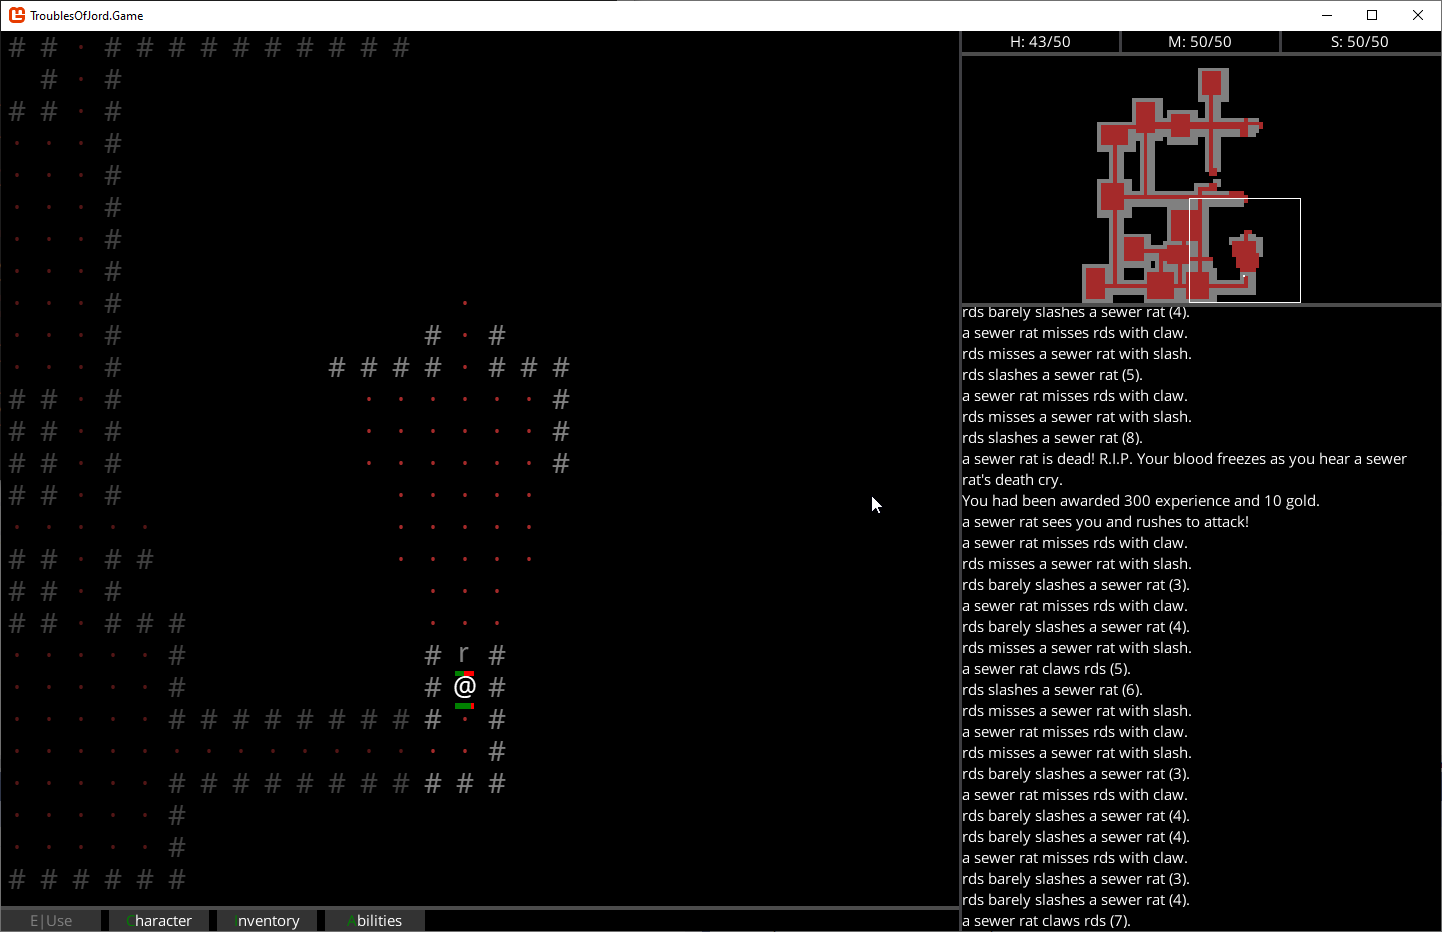 TroublesOfJord.Game
H: 43/50 M: 50/50 S: 50/50
# # · # # # # # # # # # #
# · #
# # · #
· · · #
· · · #
· · · #
· · · #
· · · #
· · · # ·
· · · # # · #
· · · # # # # # · # # #
# # · # · · · · · · #
# # · # · · · · · · #
# # · # · · · · · · #
# # · # · · · · ·
· · · · · · · · · ·
# # · # # · · · · ·
# # · # · · ·
# # · # # # · · ·
· · · · · # # r #
· · · · · # # @ #
· · · · · # # # # # # # # # · #
· · · · · · · · · · · · · · · #
· · · · · # # # # # # # # # # #
· · · · · #
· · · · · #
# # # # # #
rds barely slashes a sewer rat (4).
a sewer rat misses rds with claw.
rds misses a sewer rat with slash.
rds slashes a sewer rat (5).
a sewer rat misses rds with claw.
rds misses a sewer rat with slash.
rds slashes a sewer rat (8).
a sewer rat is dead! R.I.P. Your blood freezes as you hear a sewer
rat's death cry.
You had been awarded 300 experience and 10 gold.
a sewer rat sees you and rushes to attack!
a sewer rat misses rds with claw.
rds misses a sewer rat with slash.
rds barely slashes a sewer rat (3).
a sewer rat misses rds with claw.
rds barely slashes a sewer rat (4).
rds misses a sewer rat with slash.
a sewer rat claws rds (5).
rds slashes a sewer rat (6).
rds misses a sewer rat with slash.
a sewer rat misses rds with claw.
rds misses a sewer rat with slash.
rds barely slashes a sewer rat (3).
a sewer rat misses rds with claw.
rds barely slashes a sewer rat (4).
rds barely slashes a sewer rat (4).
a sewer rat misses rds with claw.
rds barely slashes a sewer rat (3).
rds barely slashes a sewer rat (4).
a sewer rat claws rds (7).
E|Use Character Inventory Abilities